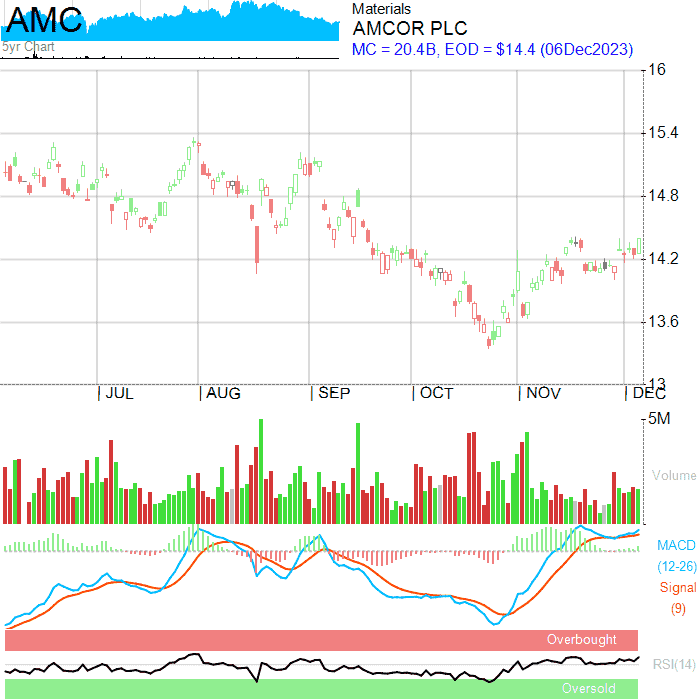 AMC
5yr Chart
Materials
AMCOR PLC
MC = 20.4B, EOD = $14.4 (06Dec2023)
16
15.4
14.8
14.2
13.6
13
JUL AUG SEP OCT NOV DEC
5M
Volume
MACD
(12-26)
Signal
(9)
Overbought
RSI(14)
Oversold